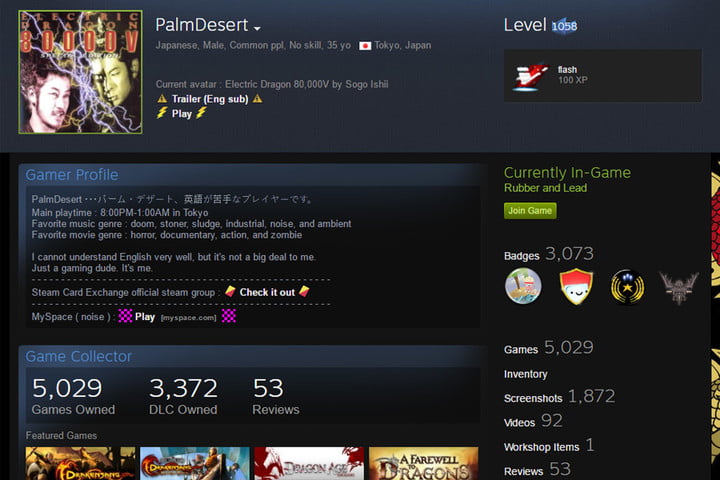 ELECTRIC
DRAGON
80000V
PalmDesert
Japanese, Male, Common ppl, No skill, 35 yo Tokyo, Japan
Current avatar : Electric Dragon 80,000V by Sogo Ishii
Trailer (Eng sub)
Play
Level 1058
flash
100 XP
Gamer Profile
PalmDesert ･･･パーム・デザート、英語が苦手なプレイヤーです。
Main playtime : 8:00PM-1:00AM in Tokyo
Favorite music genre : doom, stoner, sludge, industrial, noise, and ambient
Favorite movie genre : horror, documentary, action, and zombie
I cannot understand English very well, but it's not a big deal to me.
Just a gaming dude. It's me.
Steam Card Exchange official steam group : Check it out
MySpace ( noise ) : Play [myspace.com]
Currently In-Game
Rubber and Lead
Join Game
Badges 3,073
Games 5,029
Inventory
Screenshots 1,872
Videos 92
Workshop Items 1
Reviews 53
Game Collector
5,029 3,372 53
Games Owned DLC Owned Reviews
Featured Games
DRAKENSANG
DRAKENSANG
DRAGON AGE
A FAREWELL
TO DRAGONS